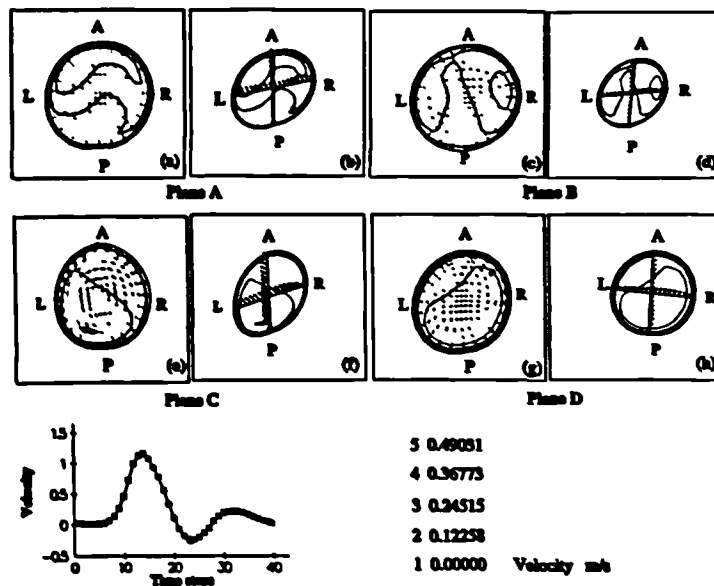 A A A A
L R L R L R L R
P (a) P (b) P (c) P (d)
Plane A Plane B
A A A A
L R L R L R L R
P (e) P (f) P (g) P (h)
Plane C Plane D
1.5
1
0.5
0
-0.5
Velocity
0 10 20 30 40
Time steps
5 0.49031
4 0.36773
3 0.24515
2 0.12258
1 0.00000 Velocity m/s